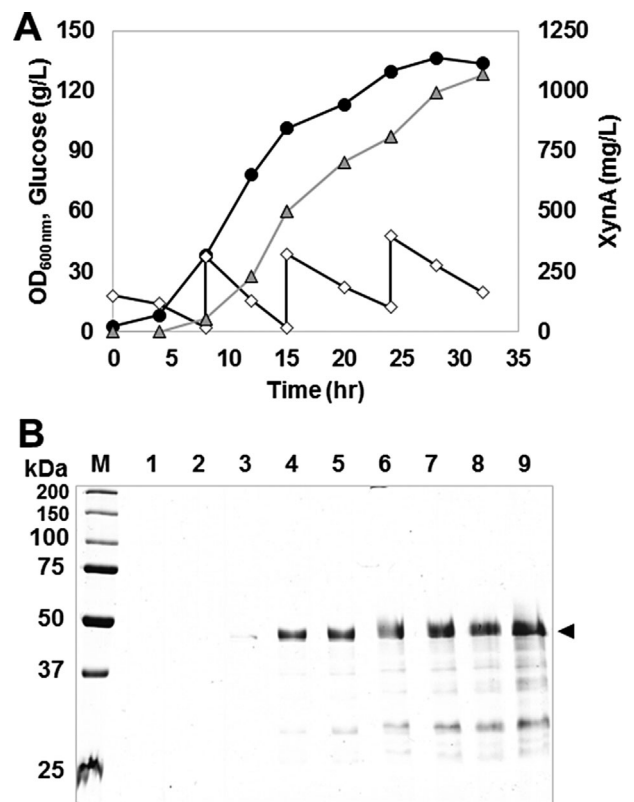 A
150 1250
120 1000
90 750
60 500
30 250
0 0
OD600 nm, Glucose (g/L)
XynA (mg/L)
0 5 10 15 20 25 30 35
Time (hr)
B
kDa M 1 2 3 4 5 6 7 8 9
200
150
100
75
50
37
25